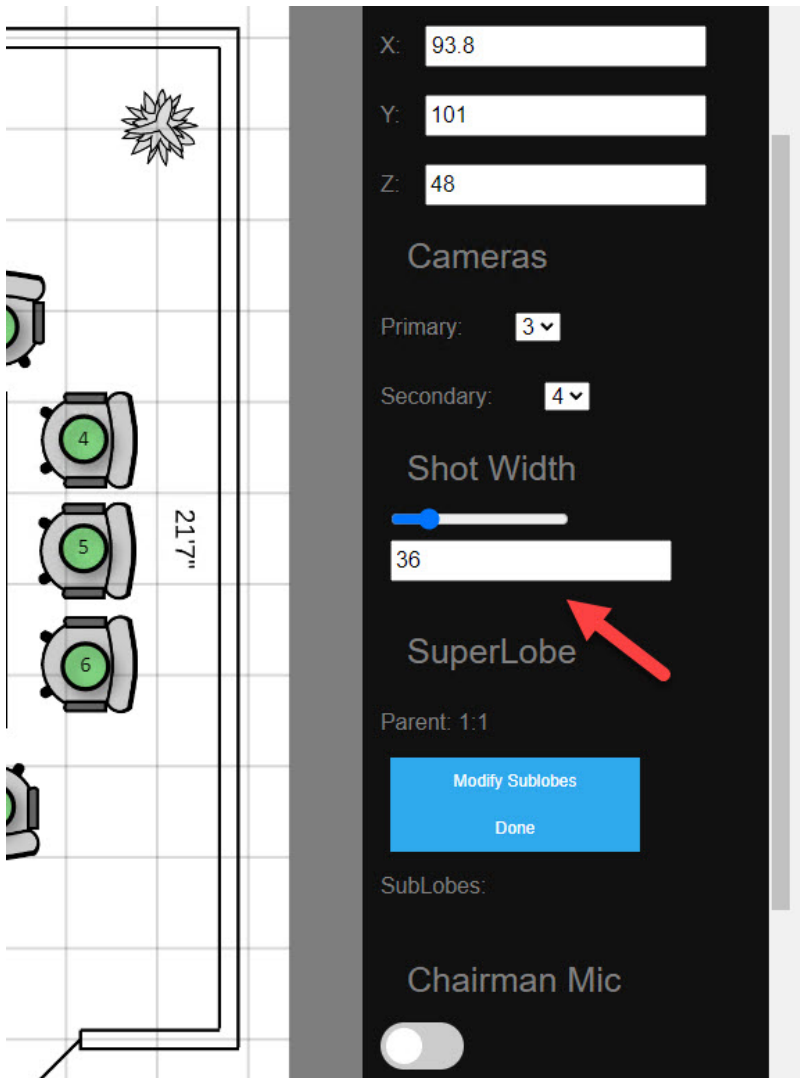 X: 93.8
Y: 101
Z: 48
Cameras
Primary: 3
Secondary: 4
4
Shot Width
21'7"
5
36
6
SuperLobe
Parent: 1:1
Modify Sublobes
Done
SubLobes:
Chairman Mic